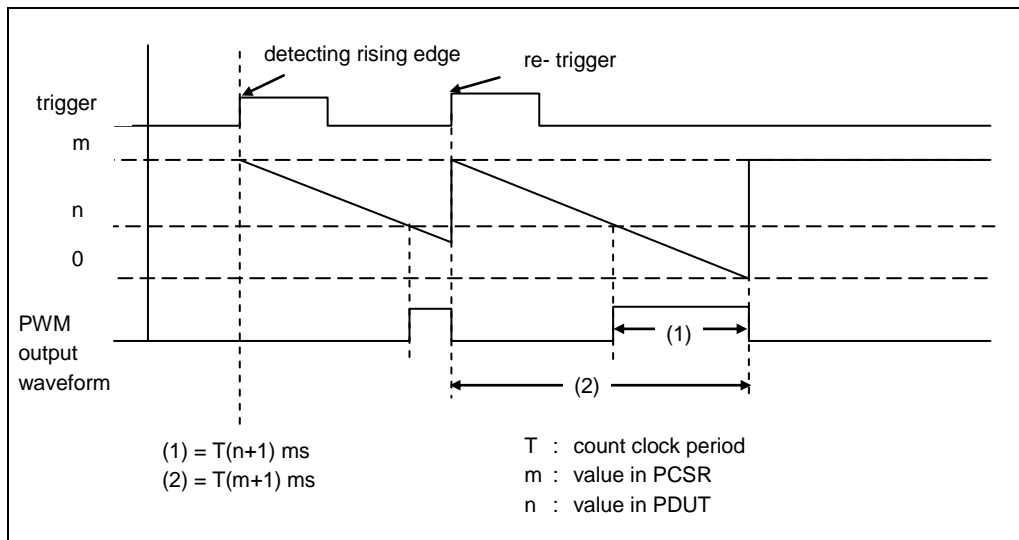 detecting rising edge
re- trigger
trigger
m
n
0
PWM
output
waveform
(1)
(2)
(1) = T(n+1) ms
(2) = T(m+1) ms
T : count clock period
m : value in PCSR
n : value in PDUT